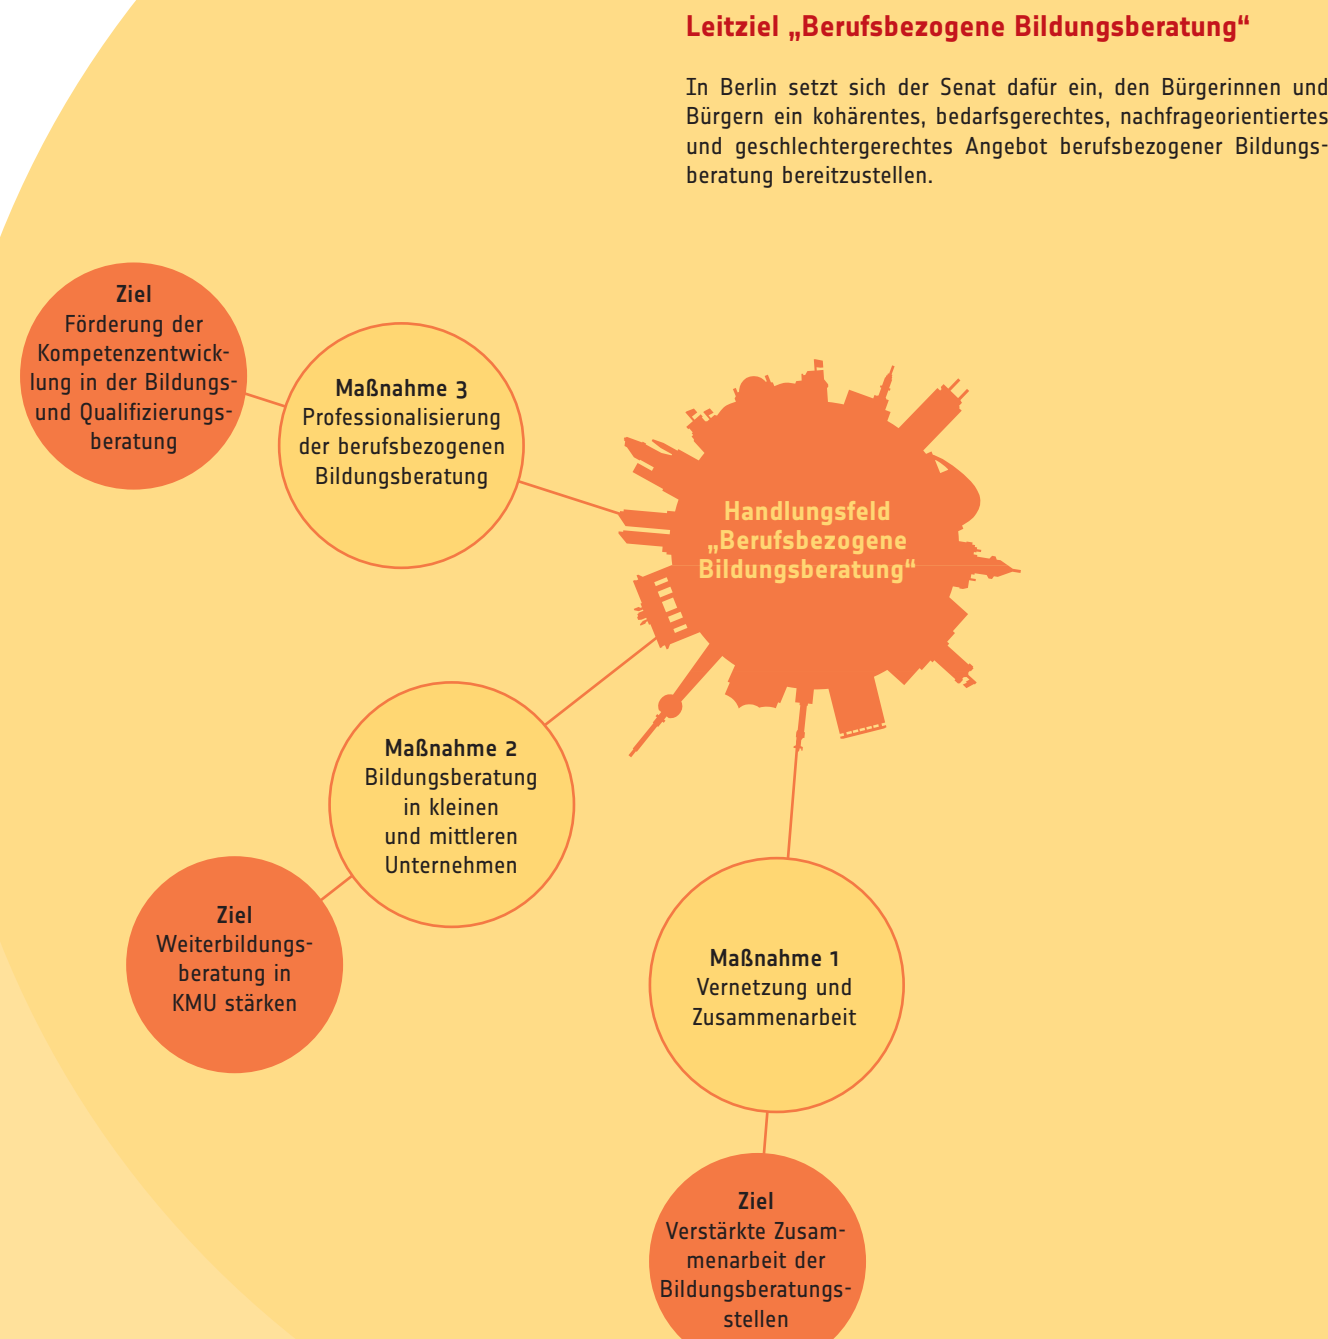 Leitziel „Berufsbezogene Bildungsberatung“
In Berlin setzt sich der Senat dafür ein, den Bürgerinnen und
Bürgern ein kohärentes, bedarfsgerechtes, nachfrageorientiertes
und geschlechtergerechtes Angebot berufsbezogener Bildungs-
beratung bereitzustellen.
Ziel
Förderung der
Kompetenzentwick-
lung in der Bildungs-
und Qualifizierungs-
beratung
Maßnahme 3
Professionalisierung
der berufsbezogenen
Bildungsberatung
Handlungsfeld
„Berufsbezogene
Bildungsberatung“
Maßnahme 2
Bildungsberatung
in kleinen
und mittleren
Unternehmen
Ziel
Weiterbildungs-
beratung in
KMU stärken
Maßnahme 1
Vernetzung und
Zusammenarbeit
Ziel
Verstärkte Zusam-
menarbeit der
Bildungsberatungs-
stellen